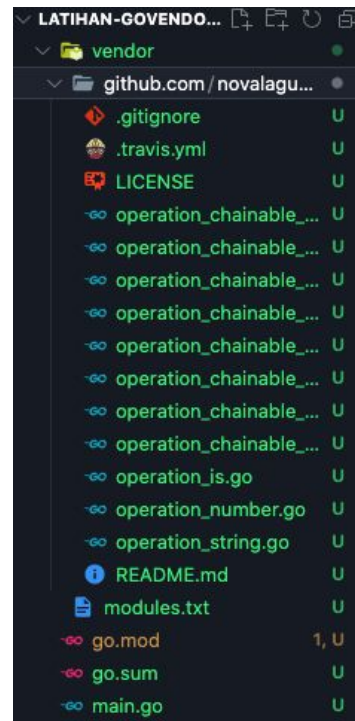 LATIHAN-GOVENDO...
vendor
github.com/novalagu...
.gitignore U
.travis.yml U
LICENSE U
operation_chainable_... U
operation_chainable_... U
operation_chainable_... U
operation_chainable_... U
operation_chainable_... U
operation_chainable_... U
operation_chainable_... U
operation_chainable_... U
operation_is.go U
operation_number.go U
operation_string.go U
README.md U
modules.txt U
go.mod 1, U
go.sum U
main.go U